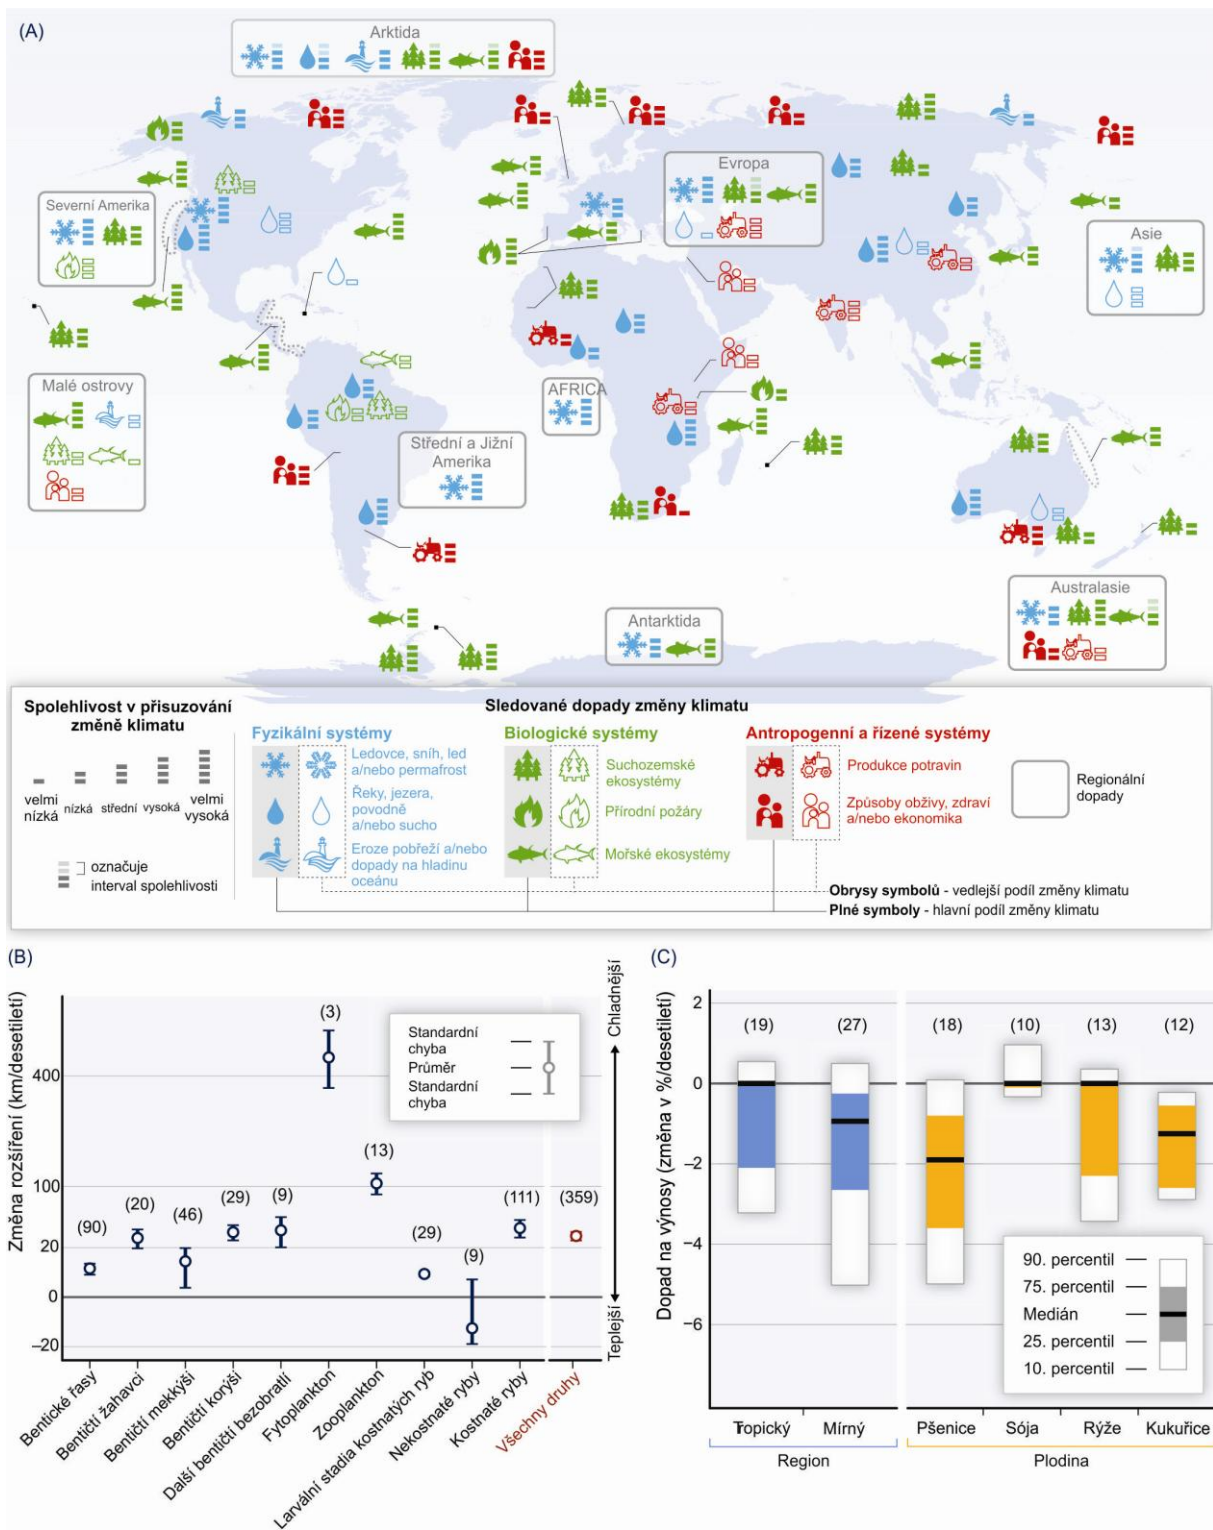 (A)
Arktida
Evropa
Severní Amerika
Asie
Malé ostrovy
AFRICA
Střední a Jižní
Amerika
Australasie
Antarktida
Spolehlivost v přisuzování
změně klimatu
velmi
nízká
nízká
střední
vysoká
velmi
vysoká
označuje
interval spolehlivosti
Sledované dopady změny klimatu
Fyzikální systémy
Ledovce, sníh, led
a/nebo permafrost
Řeky, jezera,
povodně
a/nebo sucho
Eroze pobřeží a/nebo
dopady na hladinu
oceánu
Biologické systémy
Suchozemské
ekosystémy
Přírodní požáry
Mořské ekosystémy
Antropogenní a řízené systémy
Produkce potravin
Způsoby obživy, zdraví
a/nebo ekonomika
Regionální
dopady
Obrysy symbolů - vedlejší podíl změny klimatu
Plné symboly - hlavní podíl změny klimatu
(B)
Změna rozšíření (km/desetiletí)
400
100
20
0
–20
(90)
(20)
(46)
(29)
(9)
(3)
(13)
(29)
(9)
(111)
(359)
Standardní
chyba
Průměr
Standardní
chyba
Chladnější
Teplejší
Bentické řasy
Bentičtí žahavci
Bentičtí mekkýši
Bentičtí korýši
Další bentičtí bezobratlí
Fytoplankton
Zooplankton
Larvální stadia kostnatých ryb
Nekostnaté ryby
Kostnaté ryby
Všechny druhy
(C)
Dopad na výnosy (změna v %/desetiletí)
2
0
−2
−4
−6
(19)
(27)
(18)
(10)
(13)
(12)
90. percentil
75. percentil
Medián
25. percentil
10. percentil
Tropický
Mírný
Pšenice
Sója
Rýže
Kukuřice
Region
Plodina